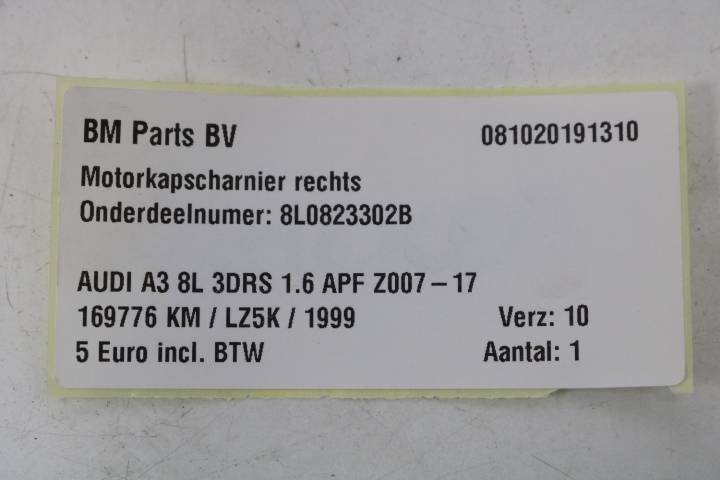 BM Parts BV 081020191310
Motorkapscharnier rechts
Onderdeelnumer: 8L0823302B
AUDI A3 8L 3DRS 1.6 APF Z007-17
169776 KM / LZ5K / 1999 Verz: 10
5 Euro incl. BTW Aantal: 1